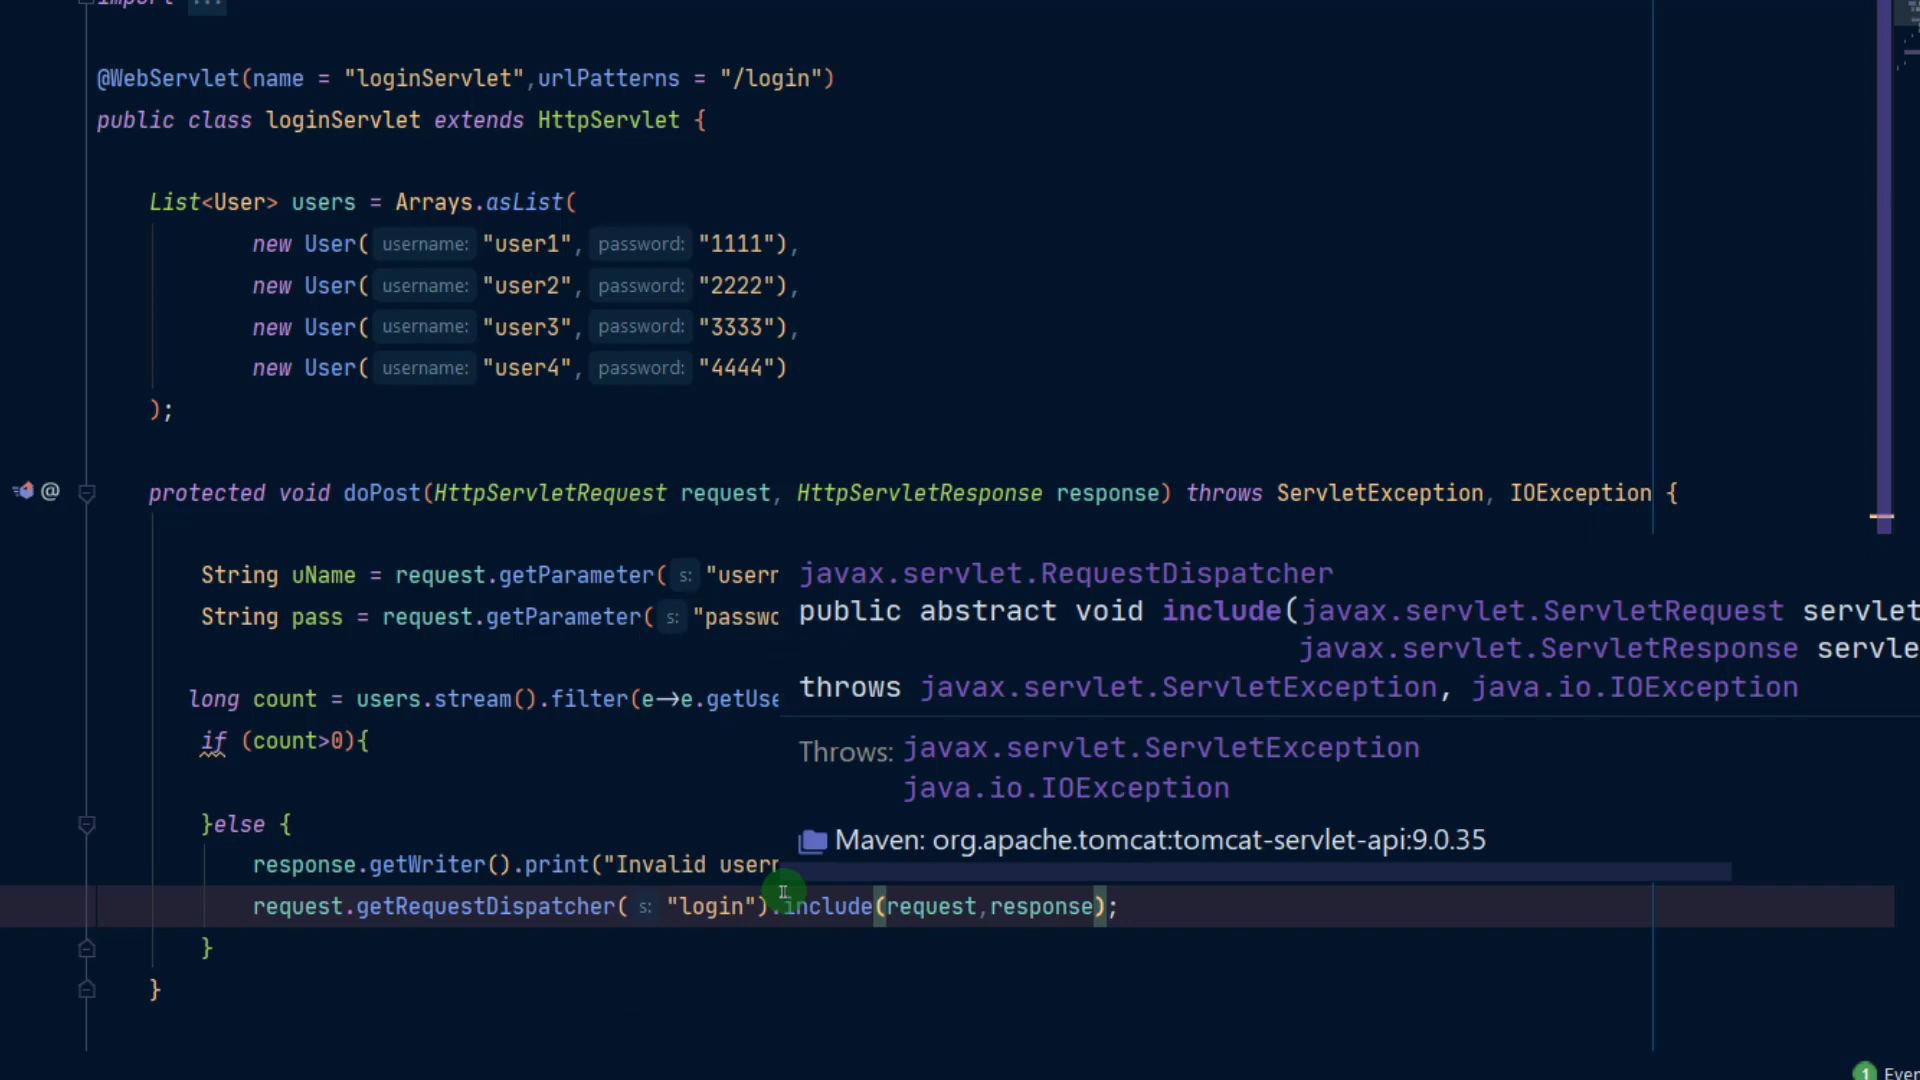 import ...
@WebServlet(name = "loginServlet",urlPatterns = "/login")
public class loginServlet extends HttpServlet {
List<User> users = Arrays.asList(
new User( username: "user1", password: "1111"),
new User( username: "user2", password: "2222"),
new User( username: "user3", password: "3333"),
new User( username: "user4", password: "4444")
);
@ protected void doPost(HttpServletRequest request, HttpServletResponse response) throws ServletException, IOException {
String uName = request.getParameter( s: "usern
String pass = request.getParameter( s: "passwo
long count = users.stream().filter(e→e.getUse
if (count>0){
}else {
response.getWriter().print("Invalid usern
request.getRequestDispatcher( s: "login").include(request,response);
}
}
javax.servlet.RequestDispatcher
public abstract void include(javax.servlet.ServletRequest servlet
javax.servlet.ServletResponse servle
throws javax.servlet.ServletException, java.io.IOException
Throws: javax.servlet.ServletException
java.io.IOException
Maven: org.apache.tomcat:tomcat-servlet-api:9.0.35
1 Even